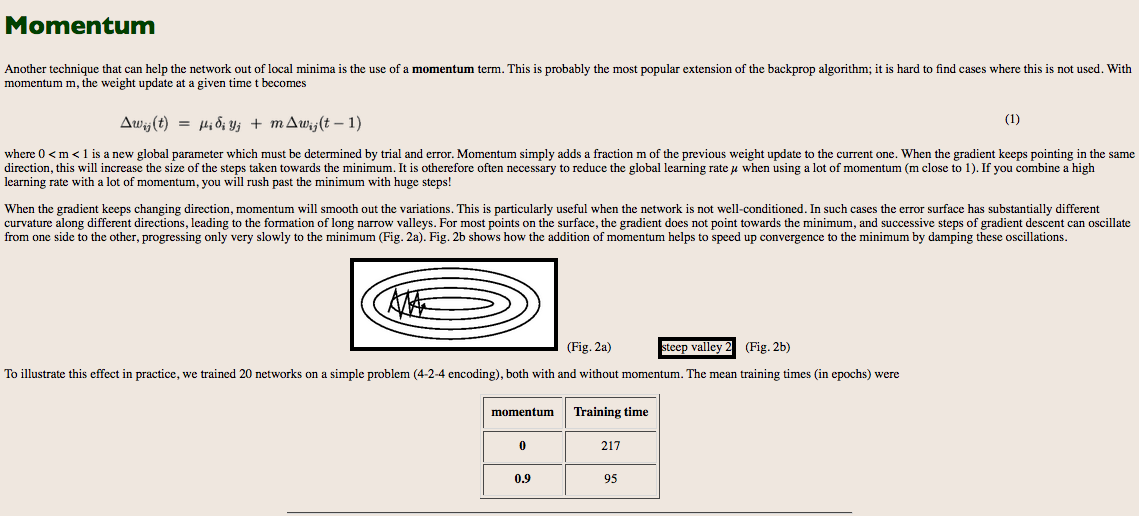 Momentum
Another technique that can help the network out of local minima is the use of a momentum term. This is probably the most popular extension of the backprop algorithm; it is hard to find cases where this is not used. With
momentum m, the weight update at a given time t becomes
Δwᵢⱼ(t) = μᵢ δᵢ yⱼ + m Δwᵢⱼ(t − 1) (1)
where 0 < m < 1 is a new global parameter which must be determined by trial and error. Momentum simply adds a fraction m of the previous weight update to the current one. When the gradient keeps pointing in the same
direction, this will increase the size of the steps taken towards the minimum. It is otherefore often necessary to reduce the global learning rate µ when using a lot of momentum (m close to 1). If you combine a high
learning rate with a lot of momentum, you will rush past the minimum with huge steps!
When the gradient keeps changing direction, momentum will smooth out the variations. This is particularly useful when the network is not well-conditioned. In such cases the error surface has substantially different
curvature along different directions, leading to the formation of long narrow valleys. For most points on the surface, the gradient does not point towards the minimum, and successive steps of gradient descent can oscillate
from one side to the other, progressing only very slowly to the minimum (Fig. 2a). Fig. 2b shows how the addition of momentum helps to speed up convergence to the minimum by damping these oscillations.
(Fig. 2a) steep valley 2 (Fig. 2b)
To illustrate this effect in practice, we trained 20 networks on a simple problem (4-2-4 encoding), both with and without momentum. The mean training times (in epochs) were
momentum Training time
0 217
0.9 95